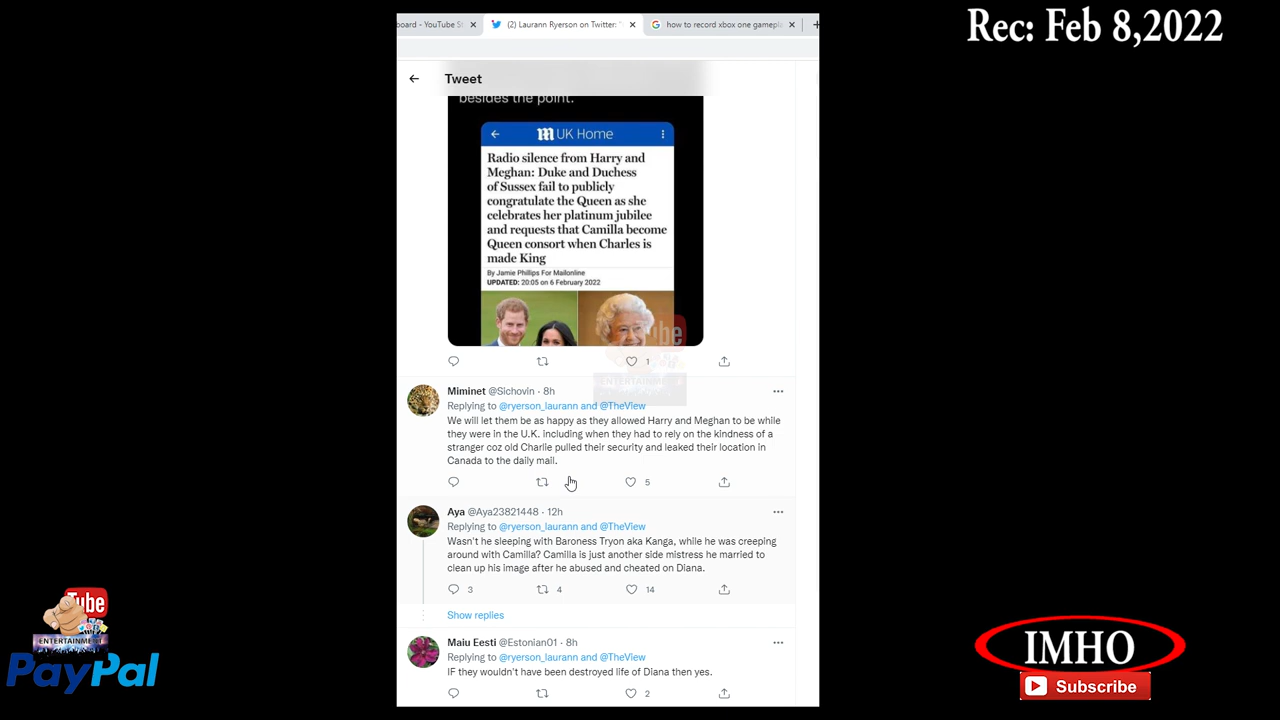 Rec: Feb 8,2022
board - YouTube St
(2) Laurann Ryerson on Twitter: "
how to record xbox one gamepl
Tweet
besides the point.
UK Home
Radio silence from Harry and
Meghan: Duke and Duchess
of Sussex fail to publicly
congratulate the Queen as she
celebrates her platinum jubilee
and requests that Camilla become
Queen consort when Charles is
made King
By Jamie Phillips For Mailonline
UPDATED: 20:05 on 6 February 2022
1
Miminet @Sichovin · 8h
Replying to @ryerson_laurann and @TheView
We will let them be as happy as they allowed Harry and Meghan to be while
they were in the U.K. including when they had to rely on the kindness of a
stranger coz old Charlie pulled their security and leaked their location in
Canada to the daily mail.
5
Aya @Aya23821448 · 12h
Replying to @ryerson_laurann and @TheView
Wasn't he sleeping with Baroness Tryon aka Kanga, while he was creeping
around with Camilla? Camilla is just another side mistress he married to
clean up his image after he abused and cheated on Diana.
3 4 14
Show replies
Maiu Eesti @Estonian01 · 8h
Replying to @ryerson_laurann and @TheView
IF they wouldn't have been destroyed life of Diana then yes.
2
Tube
ENTERTAINMENT
PayPal
IMHO
Subscribe